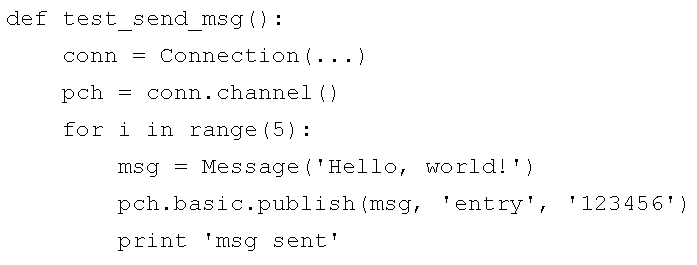 def test_send_msg():
    conn = Connection(...)
    pch = conn.channel()
    for i in range(5):
        msg = Message('Hello, world!')
        pch.basic.publish(msg, 'entry', '123456')
        print 'msg sent'